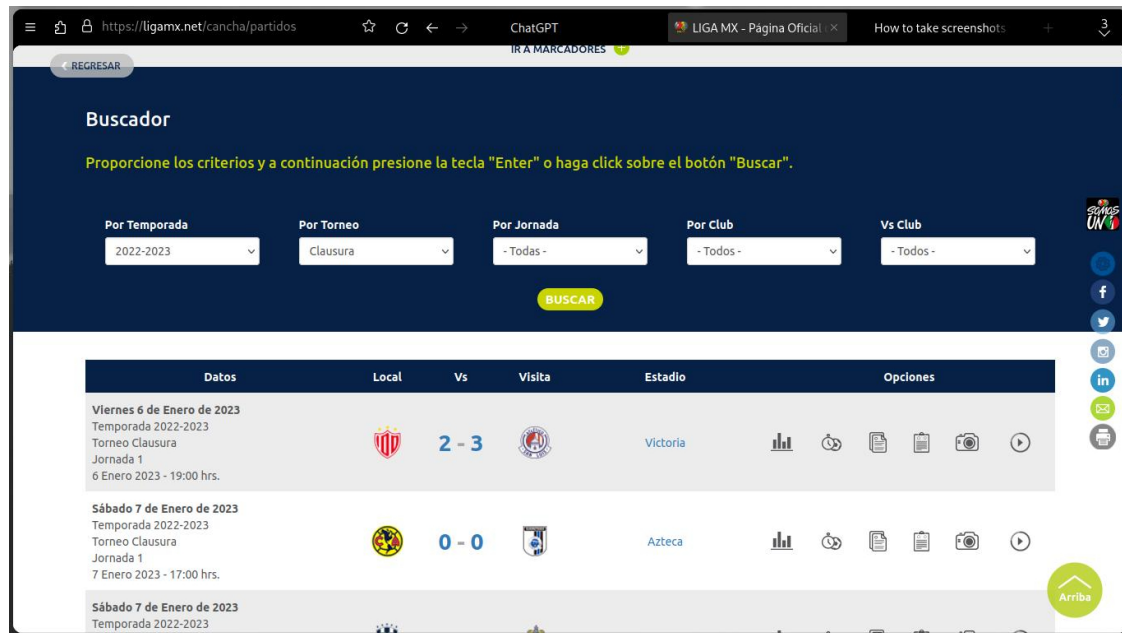 https://ligamx.net/cancha/partidos
ChatGPT
LIGA MX - Página Oficial
How to take screenshots
3
IR A MARCADORES
REGRESAR
Buscador
Proporcione los criterios y a continuación presione la tecla "Enter" o haga click sobre el botón "Buscar".
Por Temporada Por Torneo Por Jornada Por Club Vs Club
2022-2023 Clausura - Todas - - Todos - - Todos -
BUSCAR
SOMOS
UN
Datos Local Vs Visita Estadio Opciones
Viernes 6 de Enero de 2023
Temporada 2022-2023
Torneo Clausura
Jornada 1
6 Enero 2023 - 19:00 hrs.
2 - 3
Victoria
Sábado 7 de Enero de 2023
Temporada 2022-2023
Torneo Clausura
Jornada 1
7 Enero 2023 - 17:00 hrs.
0 - 0
Azteca
Sábado 7 de Enero de 2023
Temporada 2022-2023
Arriba